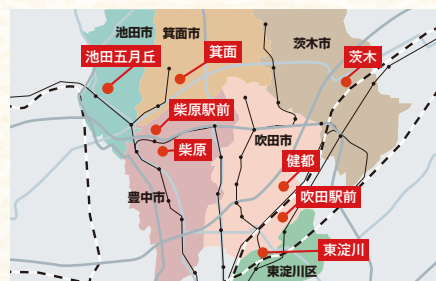 池田市
箕面市
茨木市
池田五月丘
箕面
茨木
柴原駅前
柴原
吹田市
健都
豊中市
吹田駅前
東淀川
東淀川区